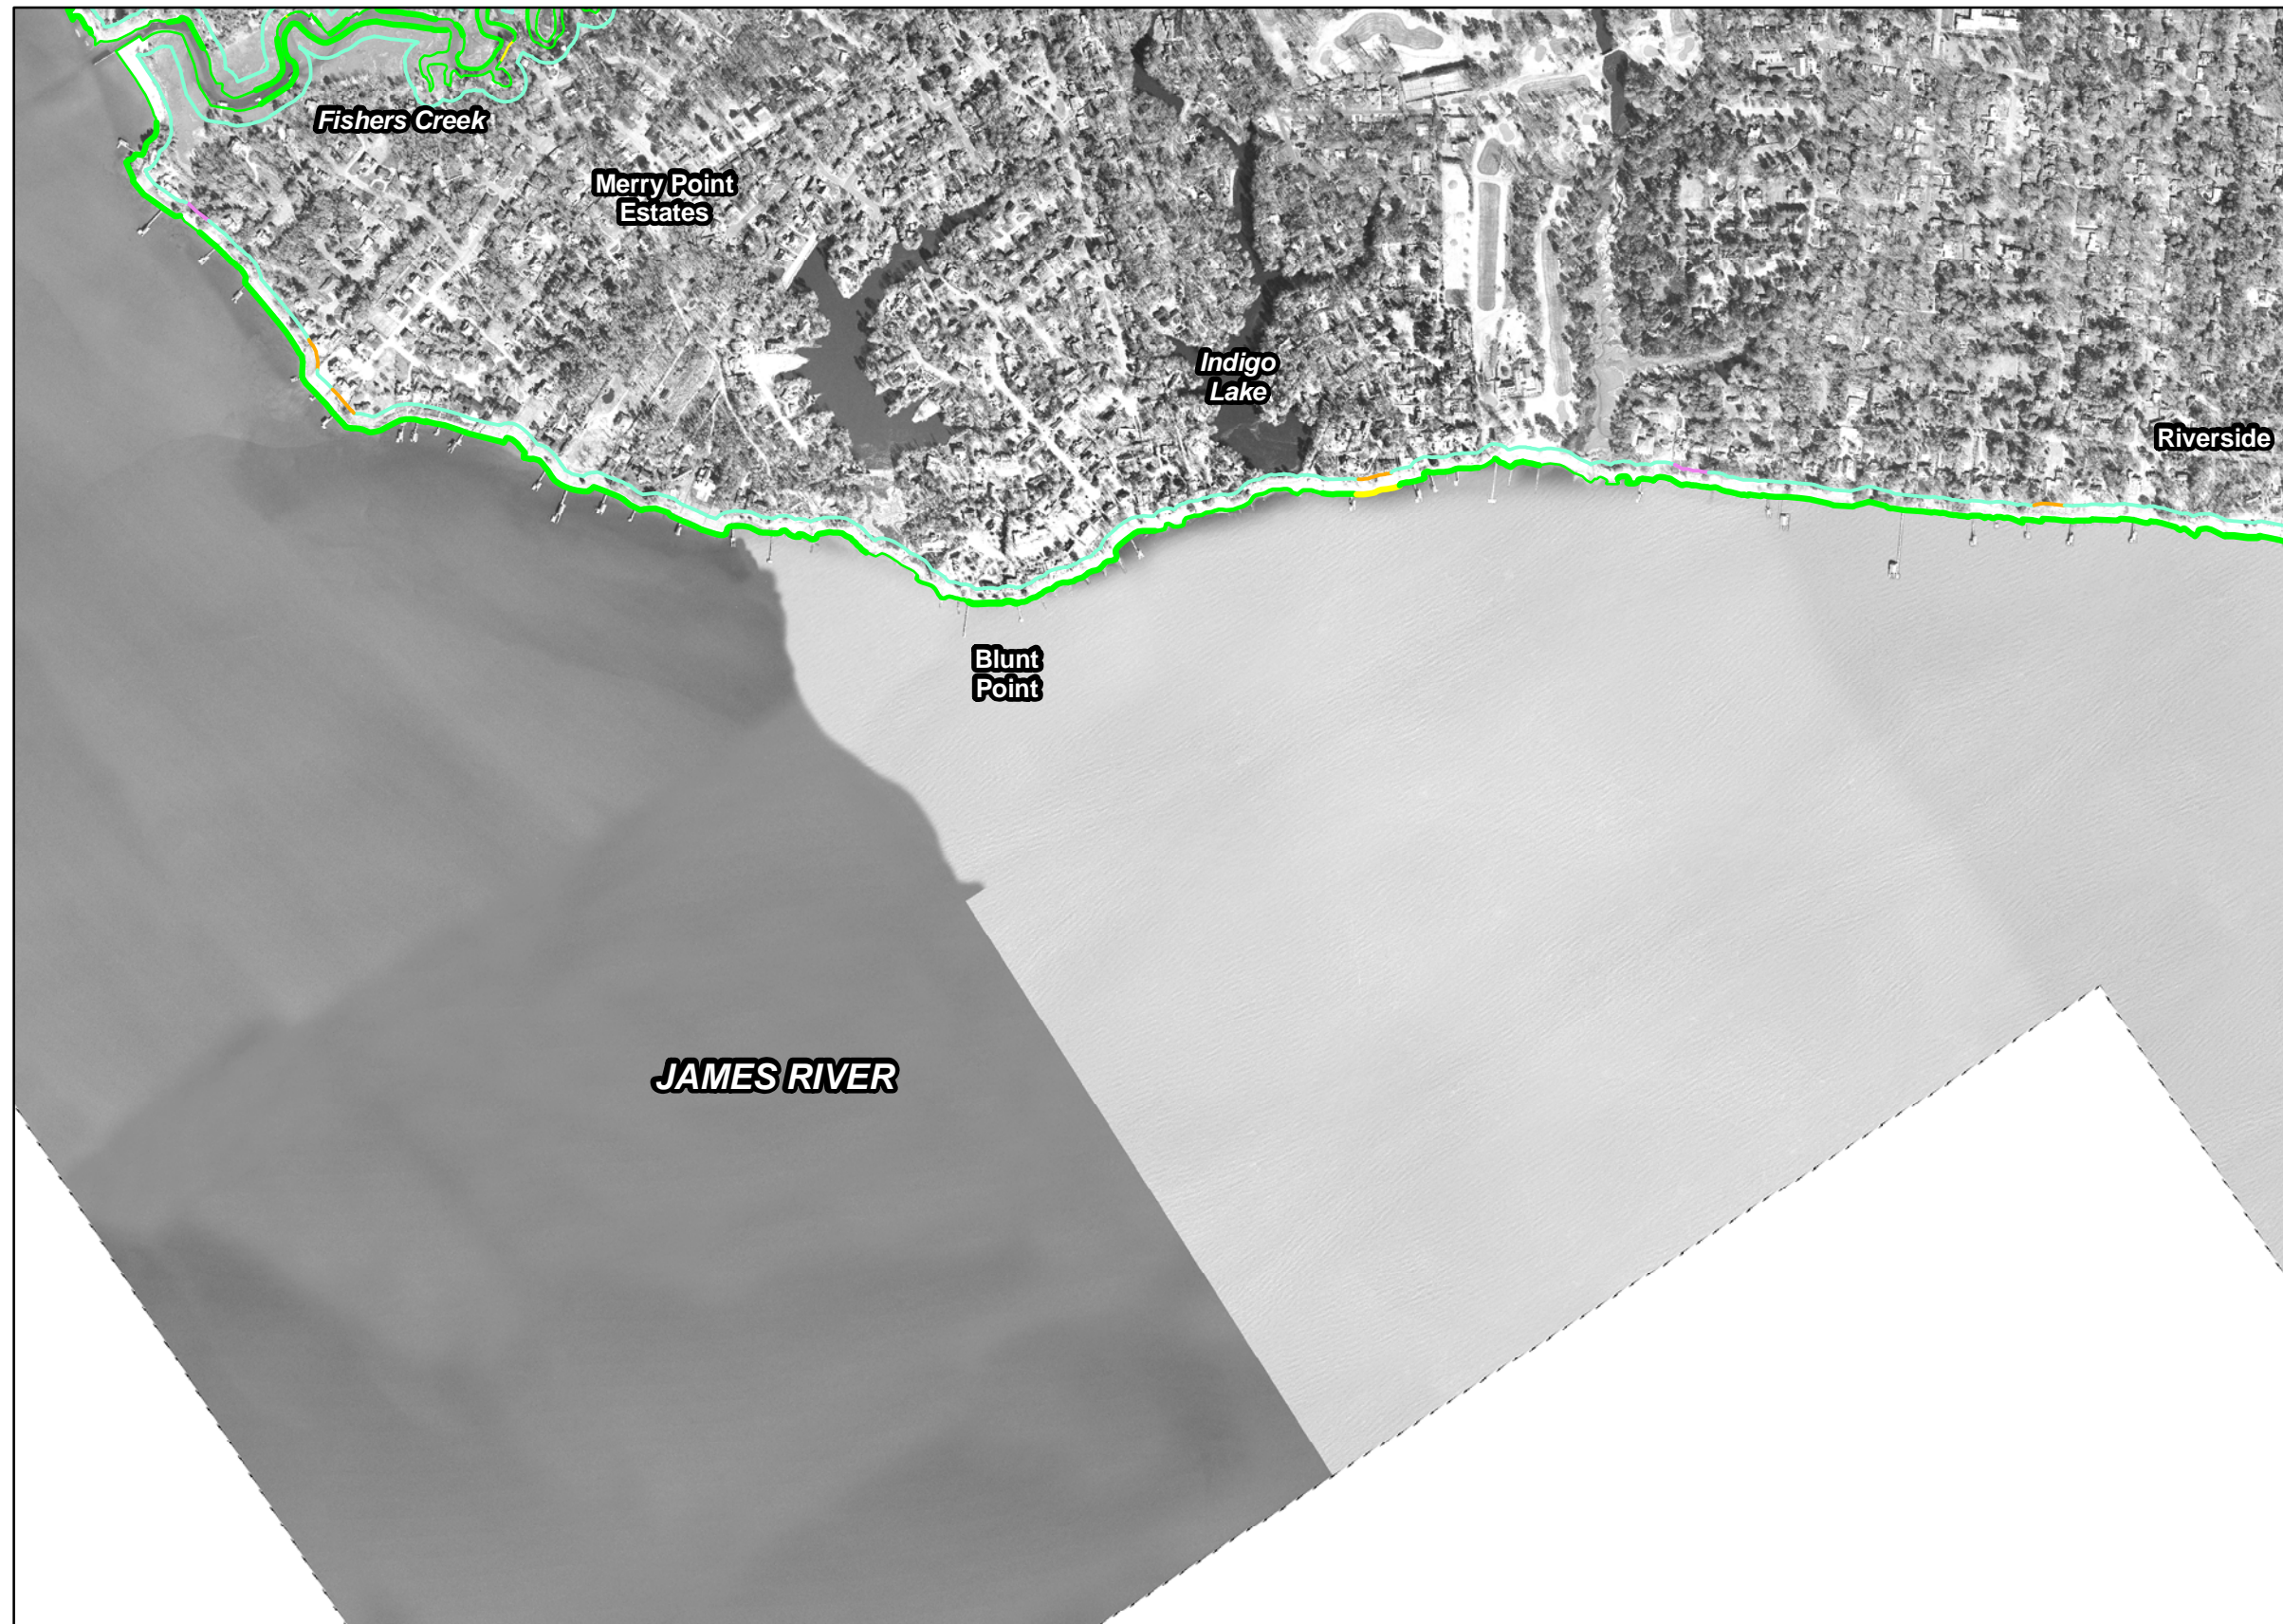 Fishers Creek
Merry Point
Estates
Indigo
Lake
Riverside
Blunt
Point
JAMES RIVER